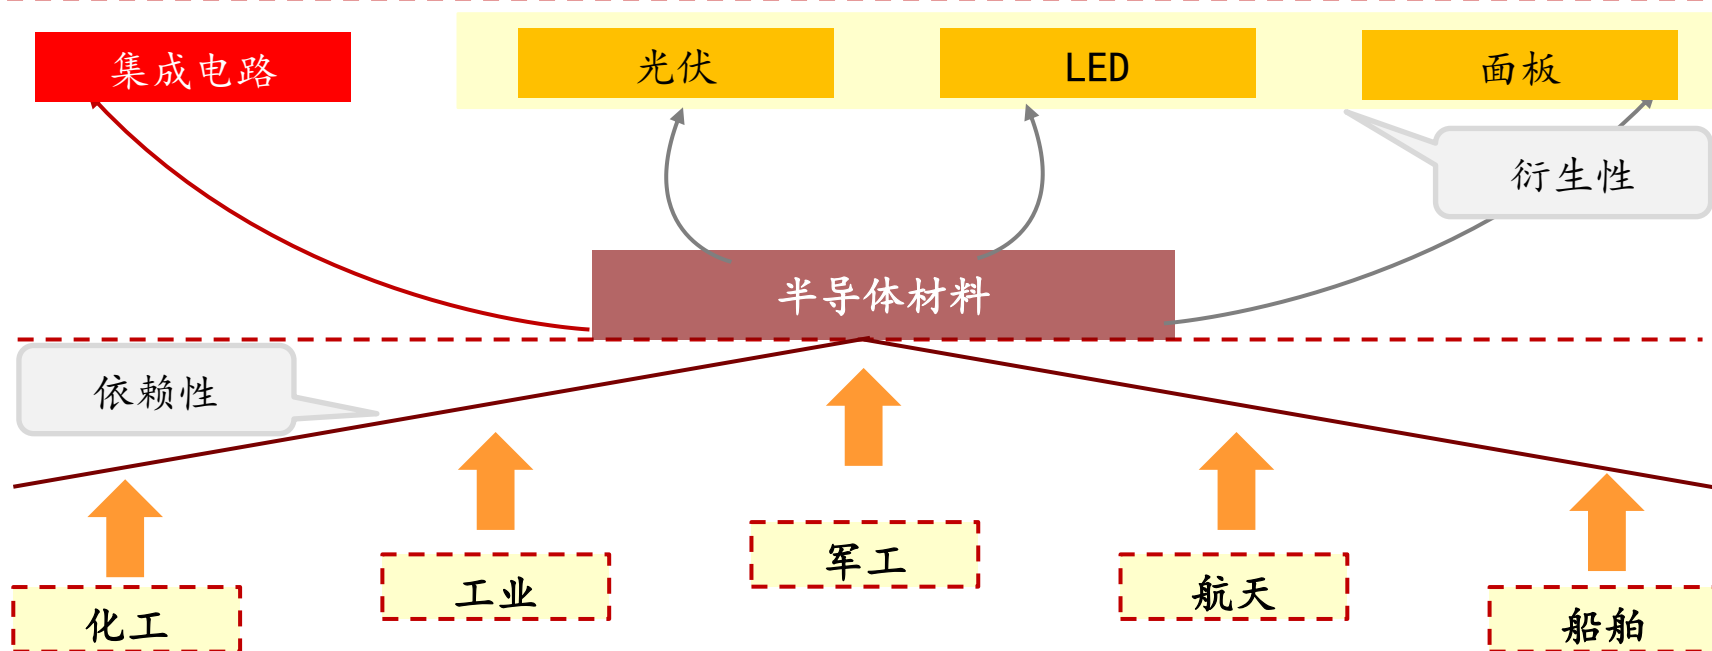 集成电路
光伏
LED
面板
衍生性
半导体材料
依赖性
军工
工业
航天
化工
船舶